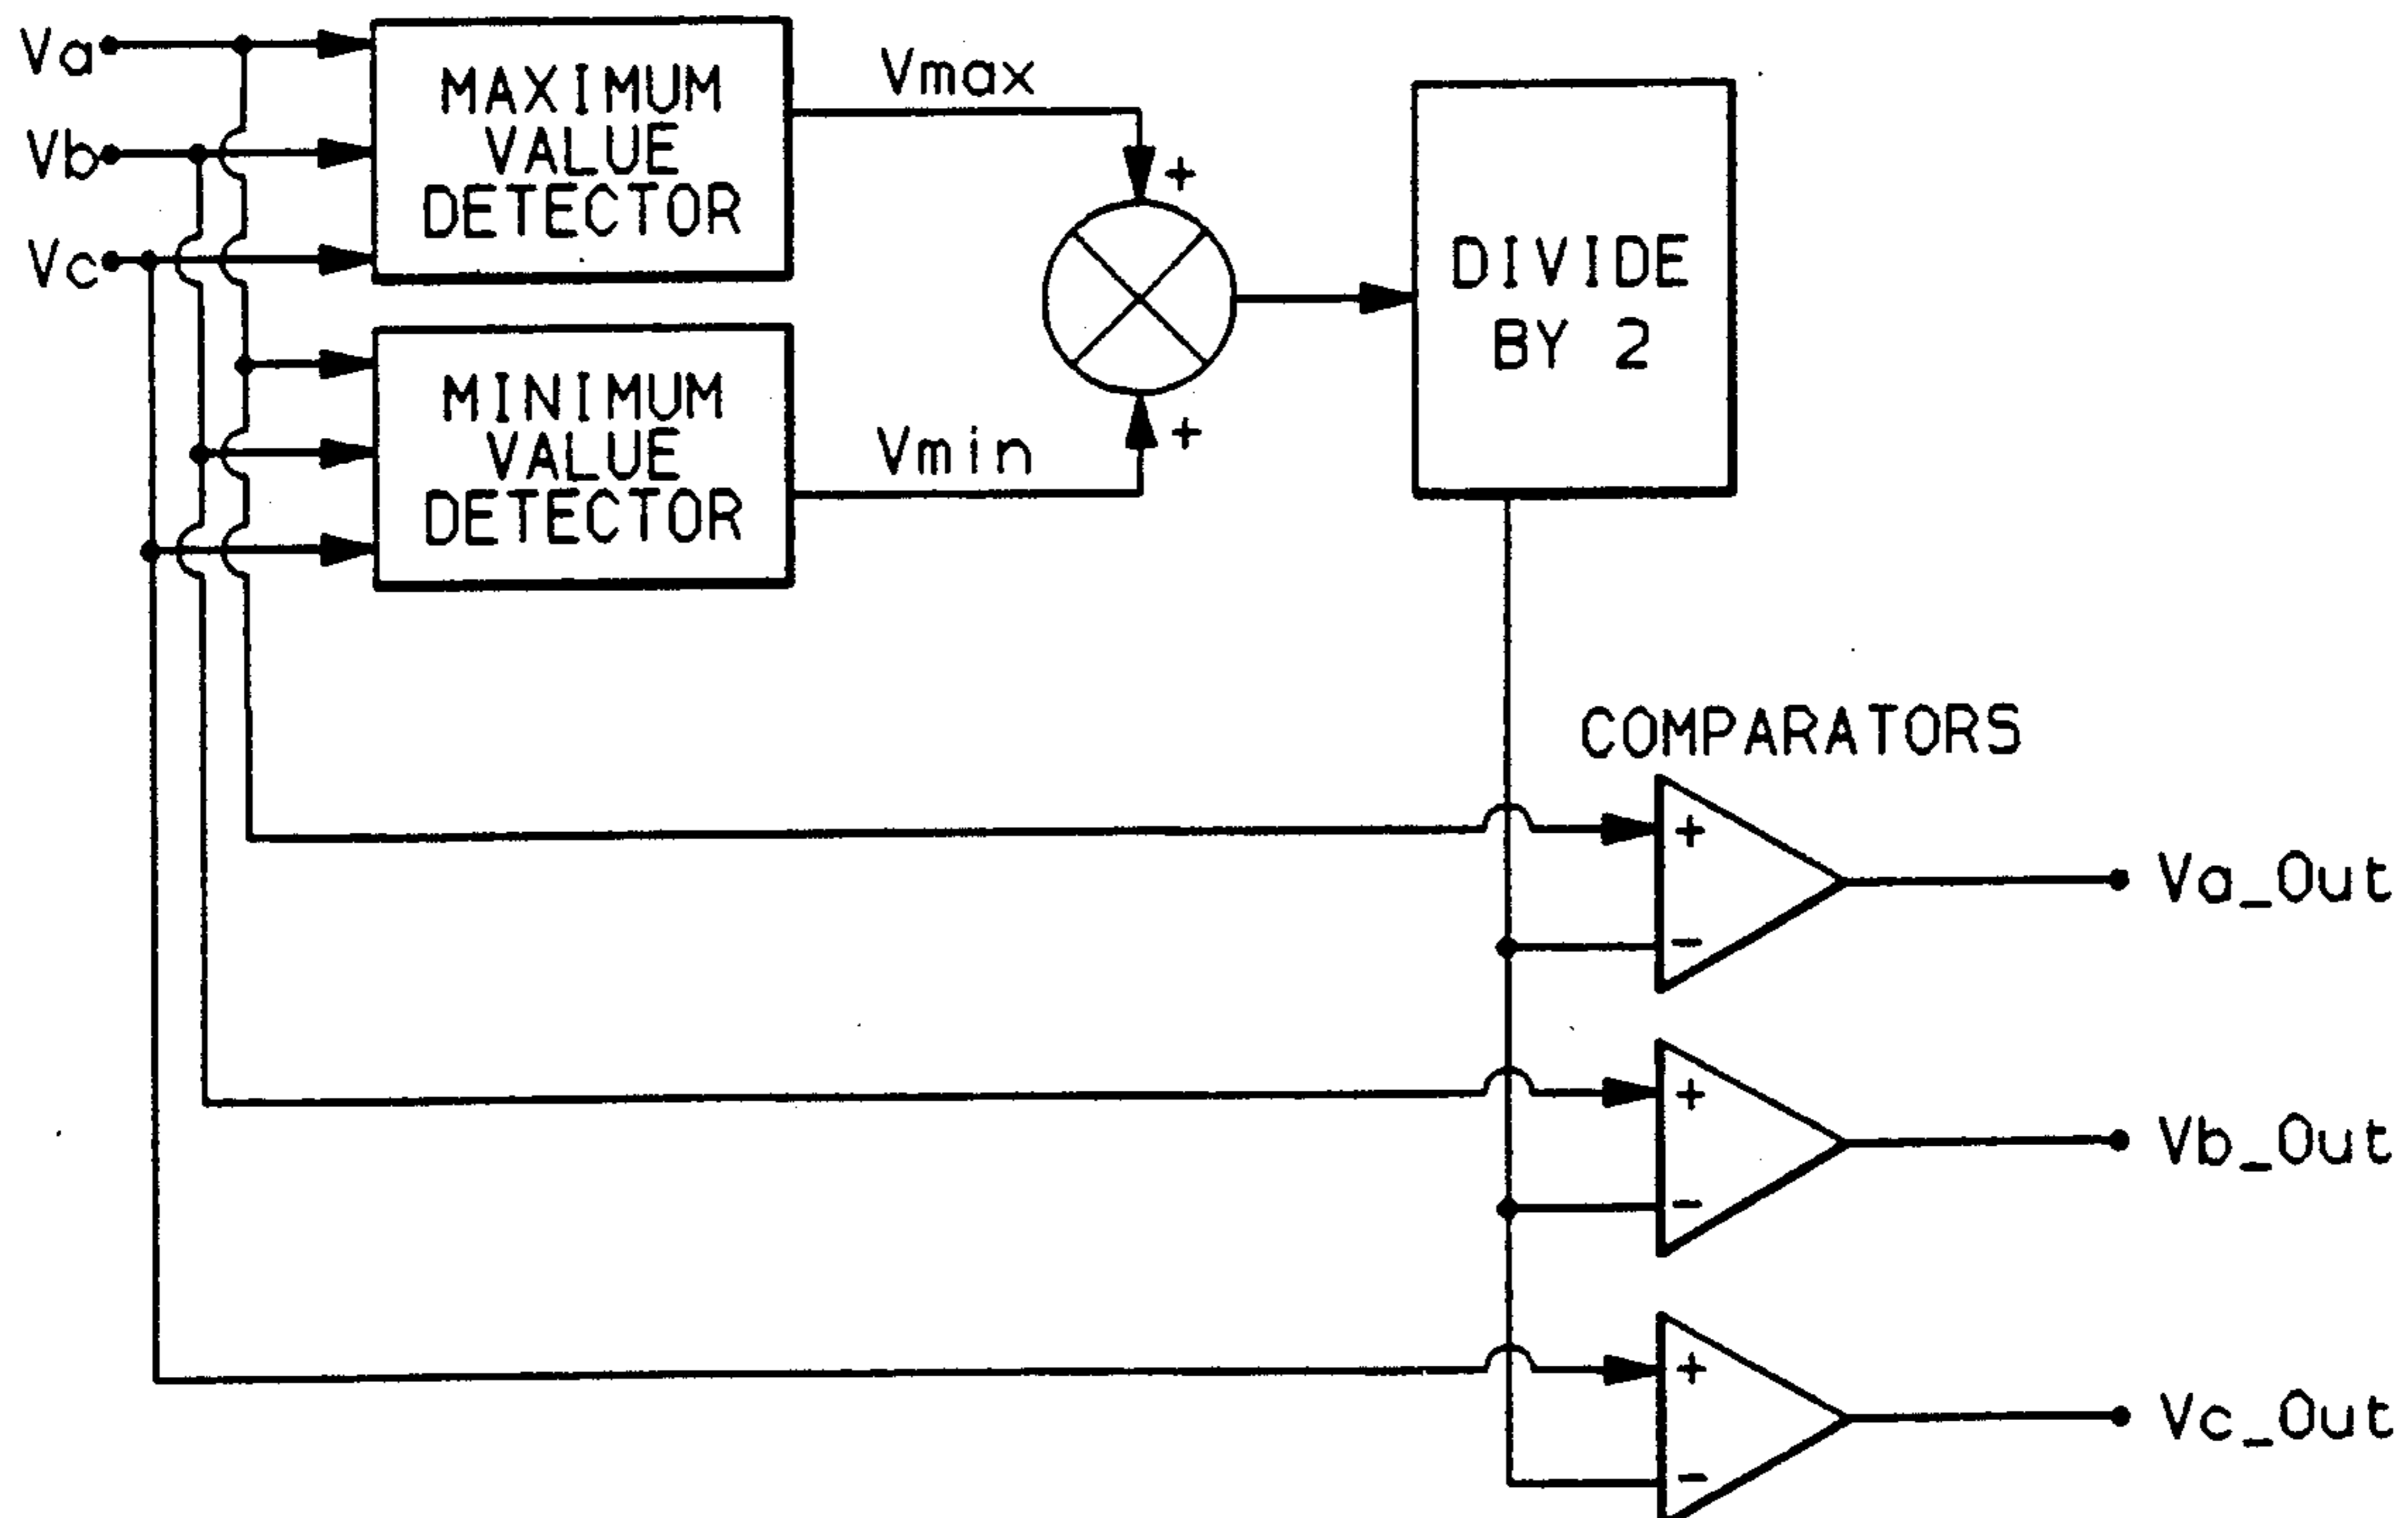 Va
Vb
Vc
MAXIMUM
VALUE
DETECTOR
Vmax
+
MINIMUM
VALUE
DETECTOR
Vmin
+
DIVIDE
BY 2
COMPARATORS
+
-
Va_Out
+
-
Vb_Out
+
-
Vc_Out